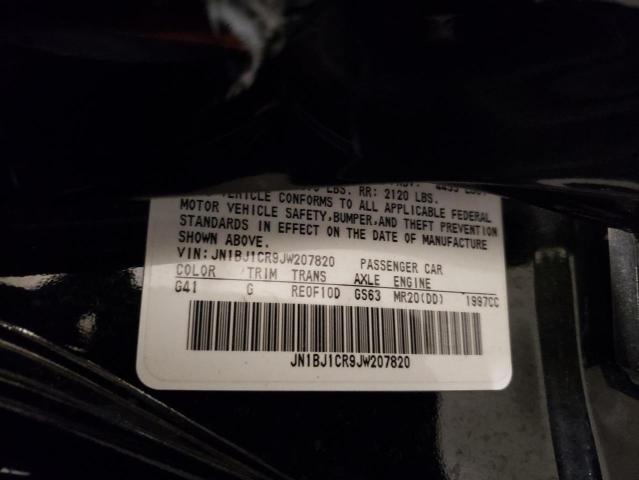 LBS. RR: 2120 LBS.
VEHICLE CONFORMS TO ALL APPLICABLE FEDERAL
MOTOR VEHICLE SAFETY,BUMPER,AND THEFT PREVENTION
STANDARDS IN EFFECT ON THE DATE OF MANUFACTURE
SHOWN ABOVE.
VIN:JN1BJ1CR9JW207820 PASSENGER CAR
COLOR TRIM TRANS AXLE ENGINE
G41 G REOF10D GS63 MR20(DD) 1997CC
JN1BJ1CR9JW207820